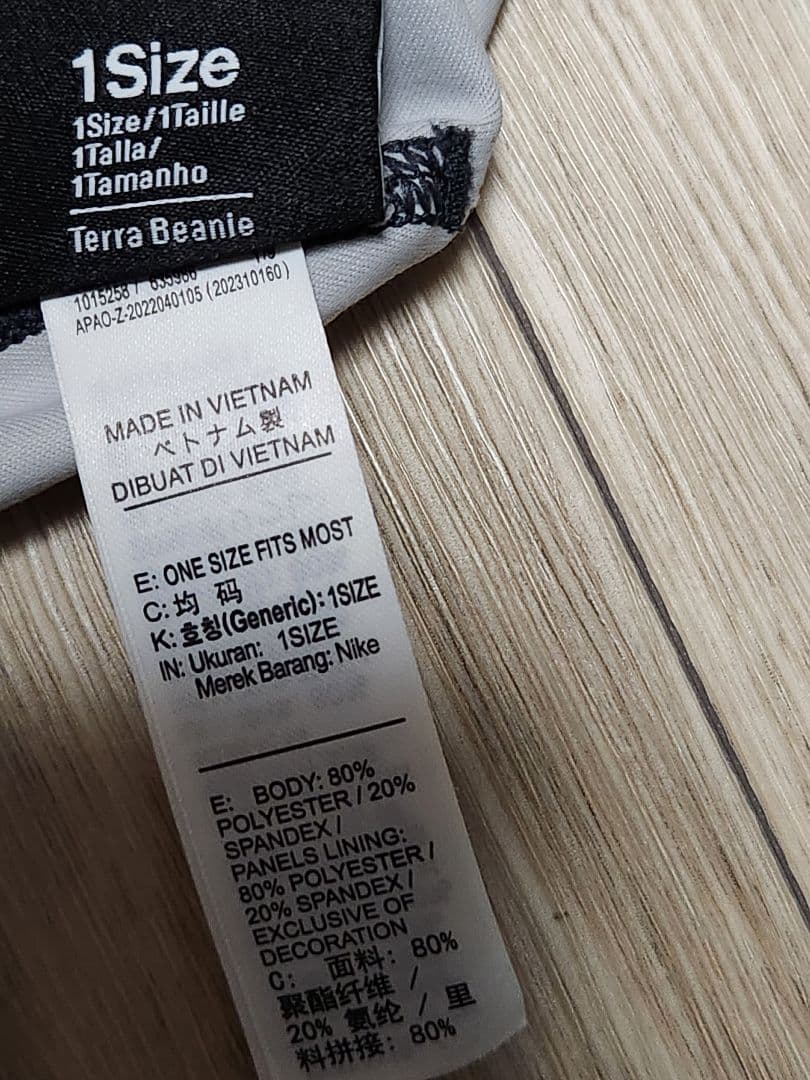 1Size
1Size/1Taille
1Talla/
1Tamanho
Terra Beanie
1015258 / 635986
APAO-Z-2022040105 (202310160)
MADE IN VIETNAM
ベトナム製
DIBUAT DI VIETNAM
E: ONE SIZE FITS MOST
C: 均 码
K: 호칭(Generic): 1SIZE
IN: Ukuran: 1SIZE
Merek Barang: Nike
E: BODY: 80%
POLYESTER / 20%
SPANDEX /
PANELS LINING:
80% POLYESTER /
20% SPANDEX /
EXCLUSIVE OF
DECORATION
C: 面料: 80%
聚酯纤维 /
20% 氨纶 / 里
料拼接: 80%